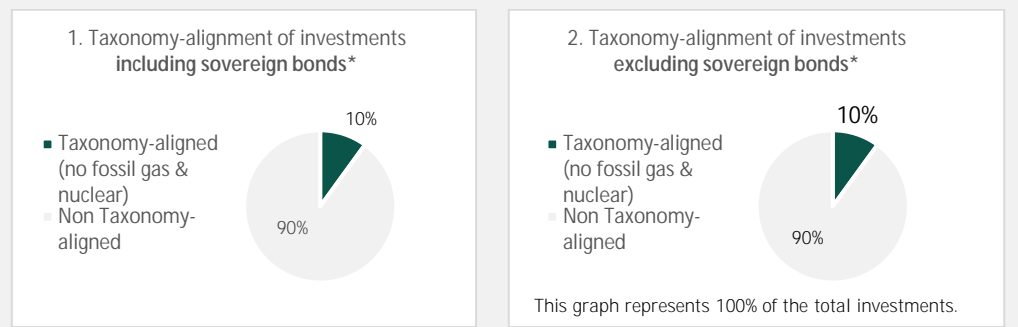 1. Taxonomy-alignment of investments
including sovereign bonds*
10%
Taxonomy-aligned
(no fossil gas &
nuclear)
Non Taxonomy-
aligned
90%
2. Taxonomy-alignment of investments
excluding sovereign bonds*
10%
Taxonomy-aligned
(no fossil gas &
nuclear)
Non Taxonomy-
aligned
90%
This graph represents 100% of the total investments.